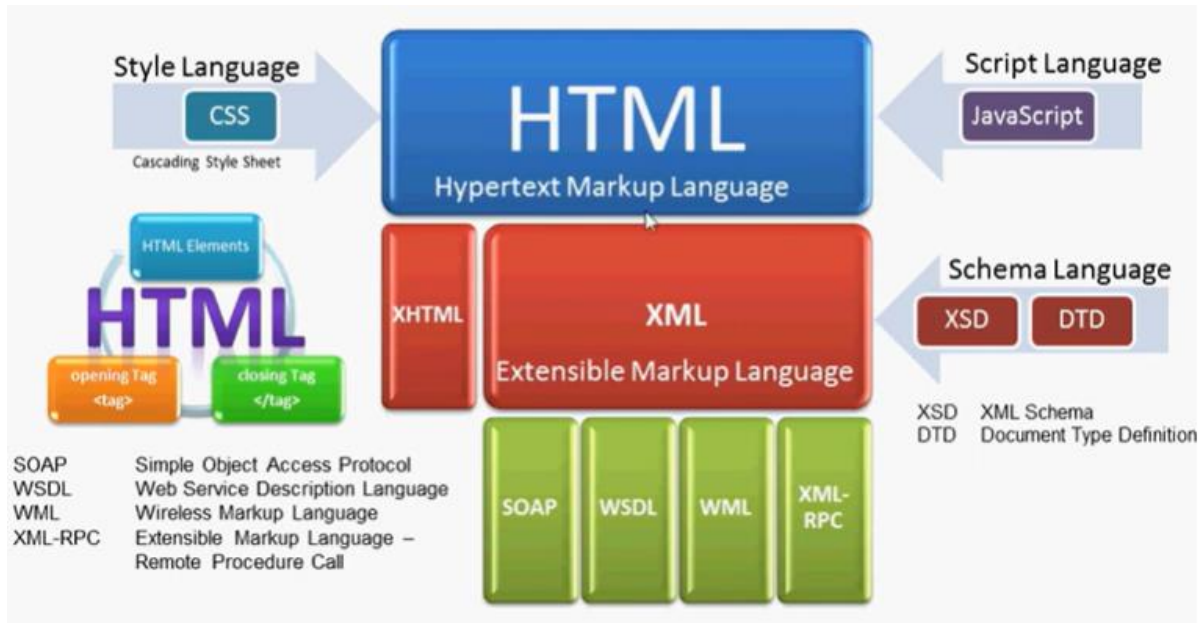 Style Language
CSS
Cascading Style Sheet
HTML
Hypertext Markup Language
Script Language
JavaScript
HTML Elements
HTML
opening Tag
<tag>
closing Tag
</tag>
XHTML
XML
Extensible Markup Language
Schema Language
XSD DTD
XSD XML Schema
DTD Document Type Definition
SOAP Simple Object Access Protocol
WSDL Web Service Description Language
WML Wireless Markup Language
XML-RPC Extensible Markup Language –
Remote Procedure Call
SOAP
WSDL
WML
XML-
RPC